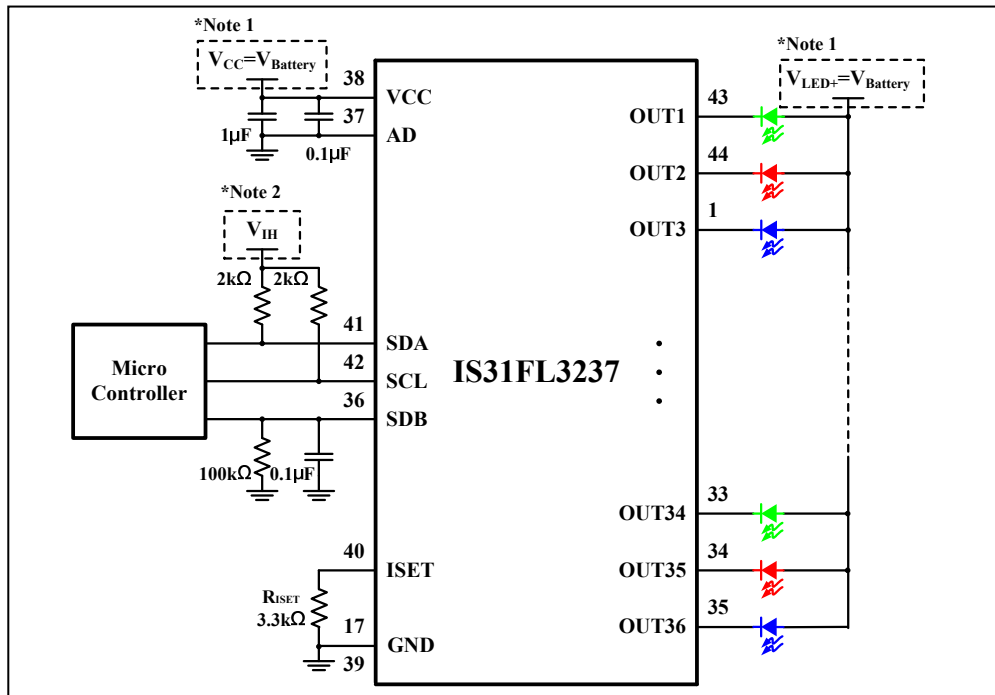 *Note 1
VCC=VBattery
38
VCC
37
AD
1µF
0.1µF
*Note 2
VIH
2kΩ 2kΩ
41
SDA
42
SCL
36
SDB
Micro
Controller
100kΩ
0.1µF
40
ISET
RISET
3.3kΩ
17
GND
39
IS31FL3237
*Note 1
VLED+=VBattery
43
OUT1
44
OUT2
1
OUT3
33
OUT34
34
OUT35
35
OUT36